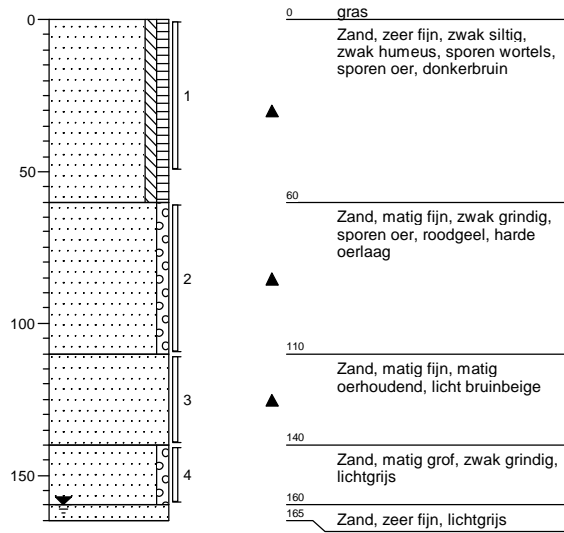 0
50
100
150
1
2
3
4
0 gras
Zand, zeer fijn, zwak siltig,
zwak humeus, sporen wortels,
sporen oer, donkerbruin
60
Zand, matig fijn, zwak grindig,
sporen oer, roodgeel, harde
oerlaag
110
Zand, matig fijn, matig
oerhoudend, licht bruinbeige
140
Zand, matig grof, zwak grindig,
lichtgrijs
160
165
Zand, zeer fijn, lichtgrijs